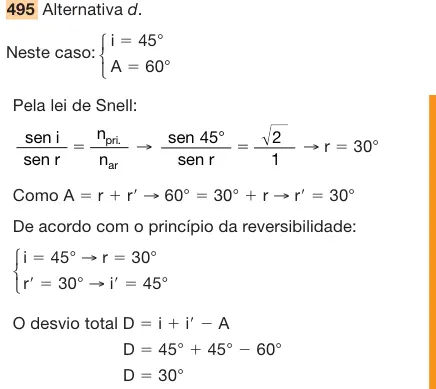 495 Alternativa d.
Neste caso: { i = 45°
A = 60°
Pela lei de Snell:
sen i / sen r = n_pri. / n_ar → sen 45° / sen r = √2 / 1 → r = 30°
Como A = r + r′ → 60° = 30° + r → r′ = 30°
De acordo com o princípio da reversibilidade:
{ i = 45° → r = 30°
r′ = 30° → i′ = 45°
O desvio total D = i + i′ − A
D = 45° + 45° − 60°
D = 30°